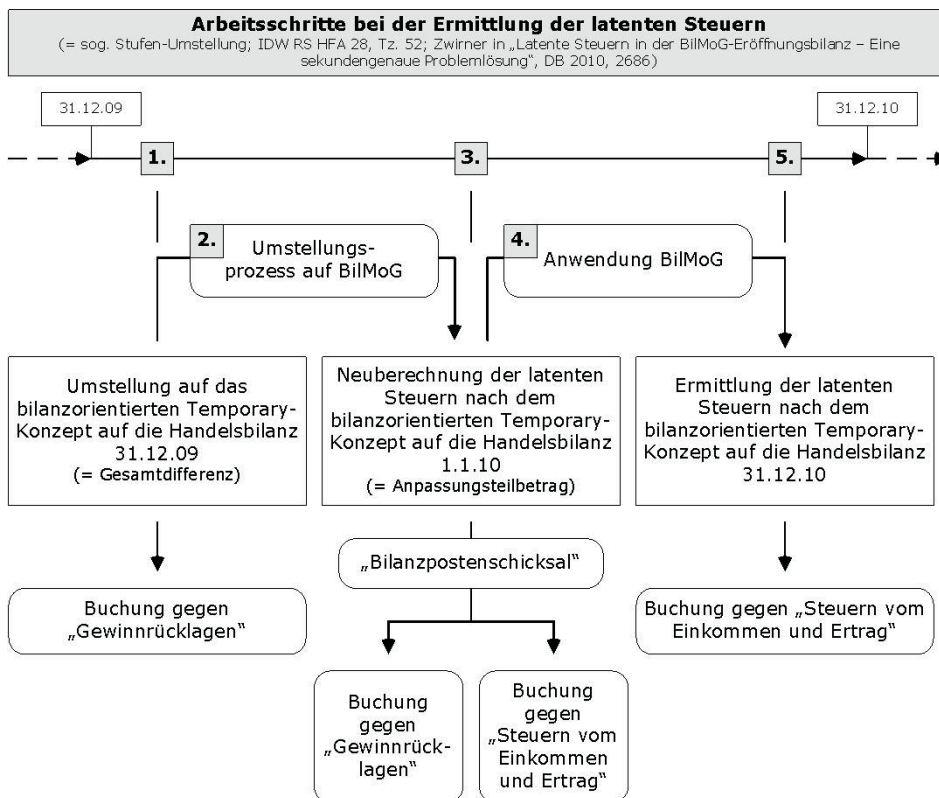 Arbeitsschritte bei der Ermittlung der latenten Steuern
(= sog. Stufen-Umstellung; IDW RS HFA 28, Tz. 52; Zwirner in „Latente Steuern in der BilMoG-Eröffnungsbilanz – Eine
sekundengenaue Problemlösung“, DB 2010, 2686)
31.12.09
31.12.10
1.
3.
5.
2.
Umstellungs-
prozess auf BilMoG
4.
Anwendung BilMoG
Umstellung auf das
bilanzorientierten Temporary-
Konzept auf die Handelsbilanz
31.12.09
(= Gesamtdifferenz)
Neuberechnung der latenten
Steuern nach dem
bilanzorientierten Temporary-
Konzept auf die Handelsbilanz
1.1.10
(= Anpassungsteilbetrag)
Ermittlung der latenten
Steuern nach dem
bilanzorientierten Temporary-
Konzept auf die Handelsbilanz
31.12.10
„Bilanzpostenschicksal“
Buchung gegen
„Gewinnrücklagen“
Buchung gegen „Steuern vom
Einkommen und Ertrag“
Buchung
gegen
„Gewinnrück-
lagen“
Buchung
gegen
„Steuern vom
Einkommen
und Ertrag“